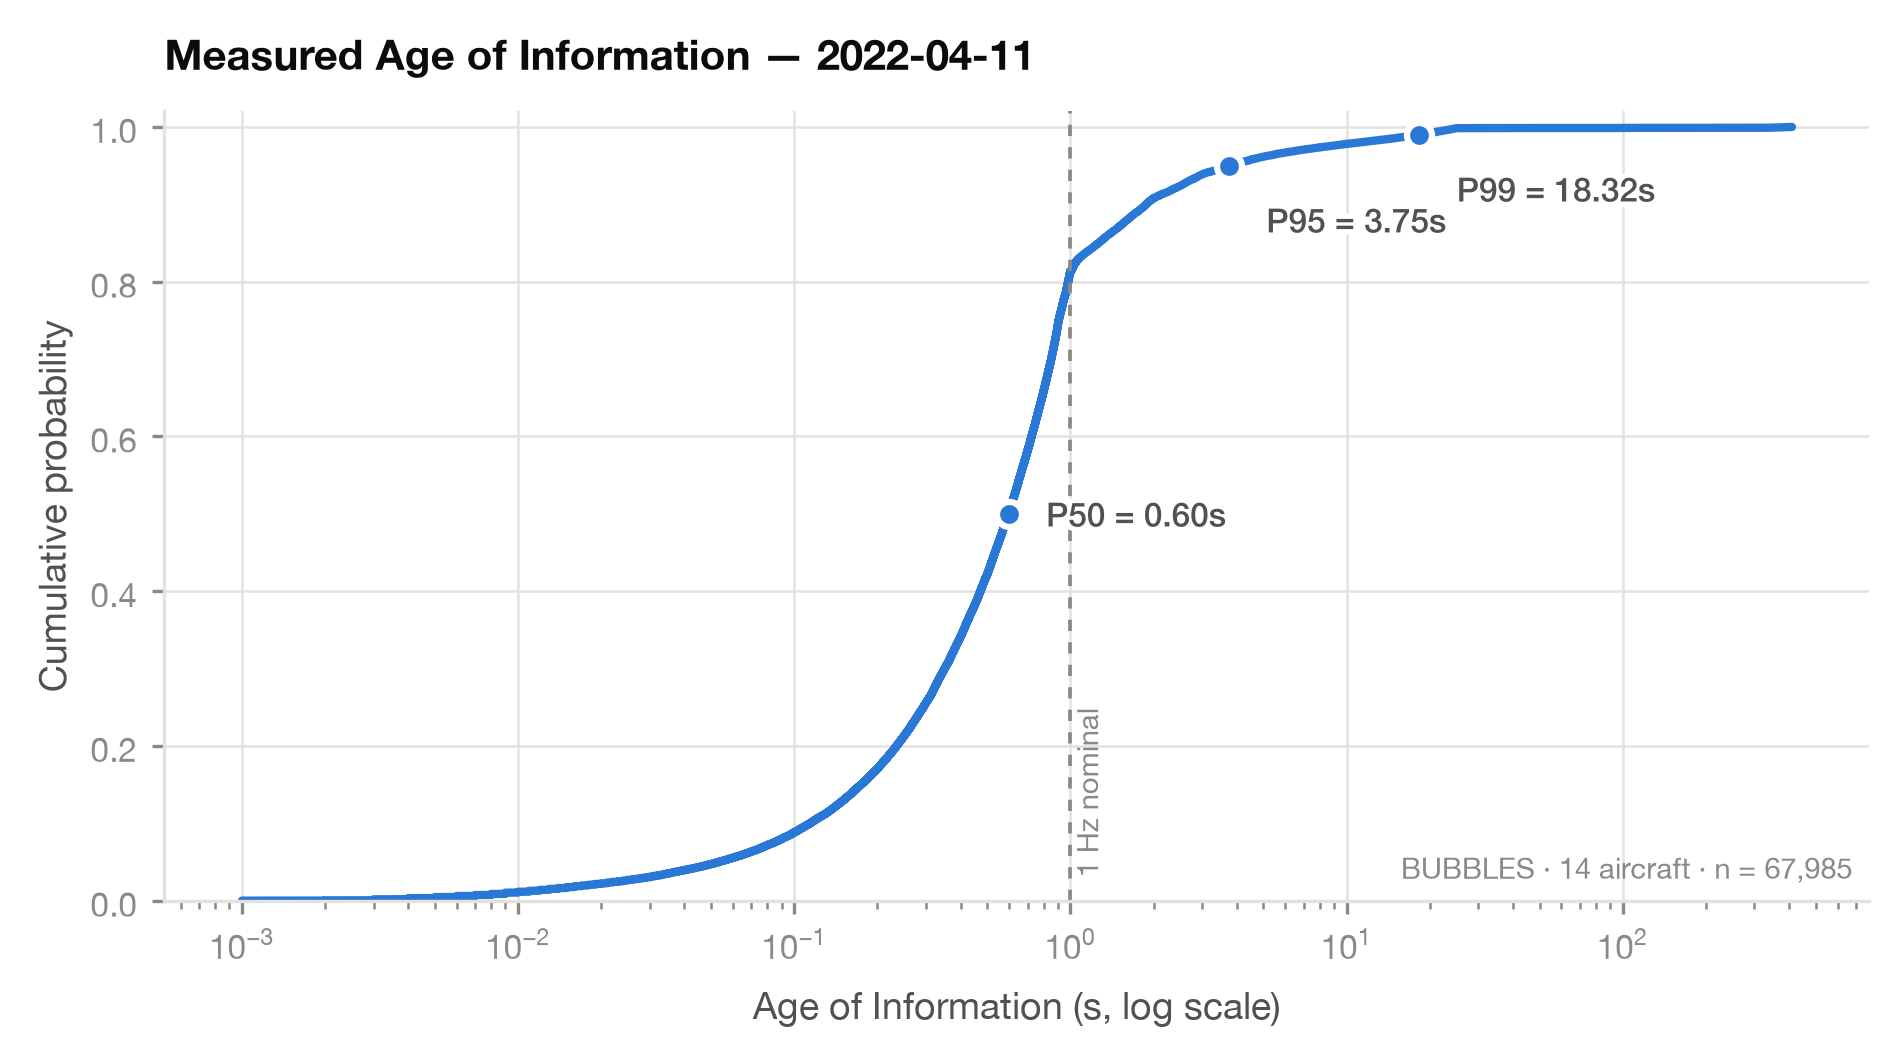 Measured Age of Information — 2022-04-11
Cumulative probability
1.0
0.8
0.6
0.4
0.2
0.0
P99 = 18.32s
P95 = 3.75s
P50 = 0.60s
1 Hz nominal
BUBBLES · 14 aircraft · n = 67,985
10⁻³ 10⁻² 10⁻¹ 10⁰ 10¹ 10²
Age of Information (s, log scale)